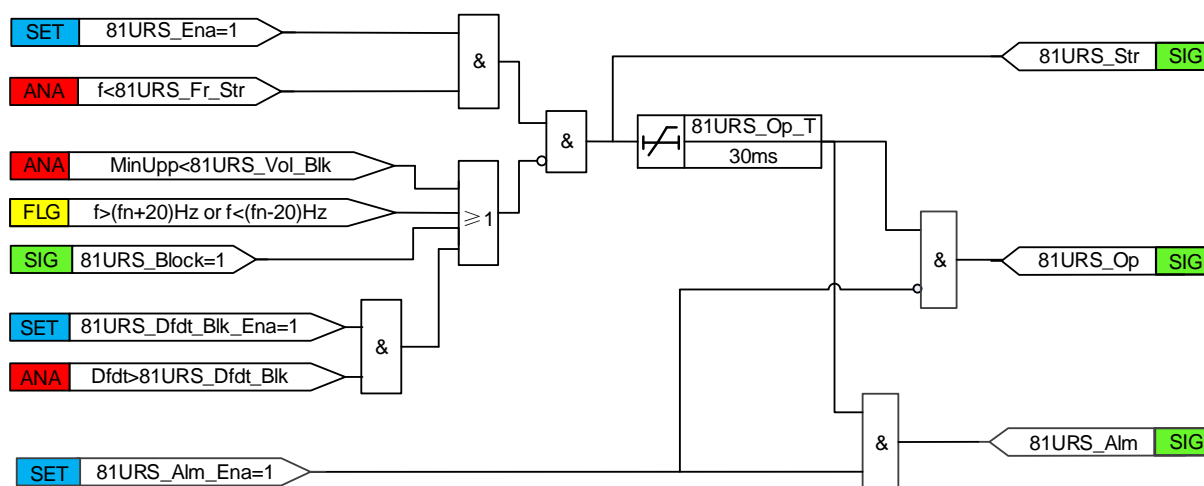 SET 81URS_Ena=1
ANA f<81URS_Fr_Str
&
81URS_Str SIG
&
81URS_Op_T
30ms
ANA MinUpp<81URS_Vol_Blk
FLG f>(fn+20)Hz or f<(fn-20)Hz
SIG 81URS_Block=1
≥1
&
81URS_Op SIG
SET 81URS_Dfdt_Blk_Ena=1
ANA Dfdt>81URS_Dfdt_Blk
&
SET 81URS_Alm_Ena=1
&
81URS_Alm SIG